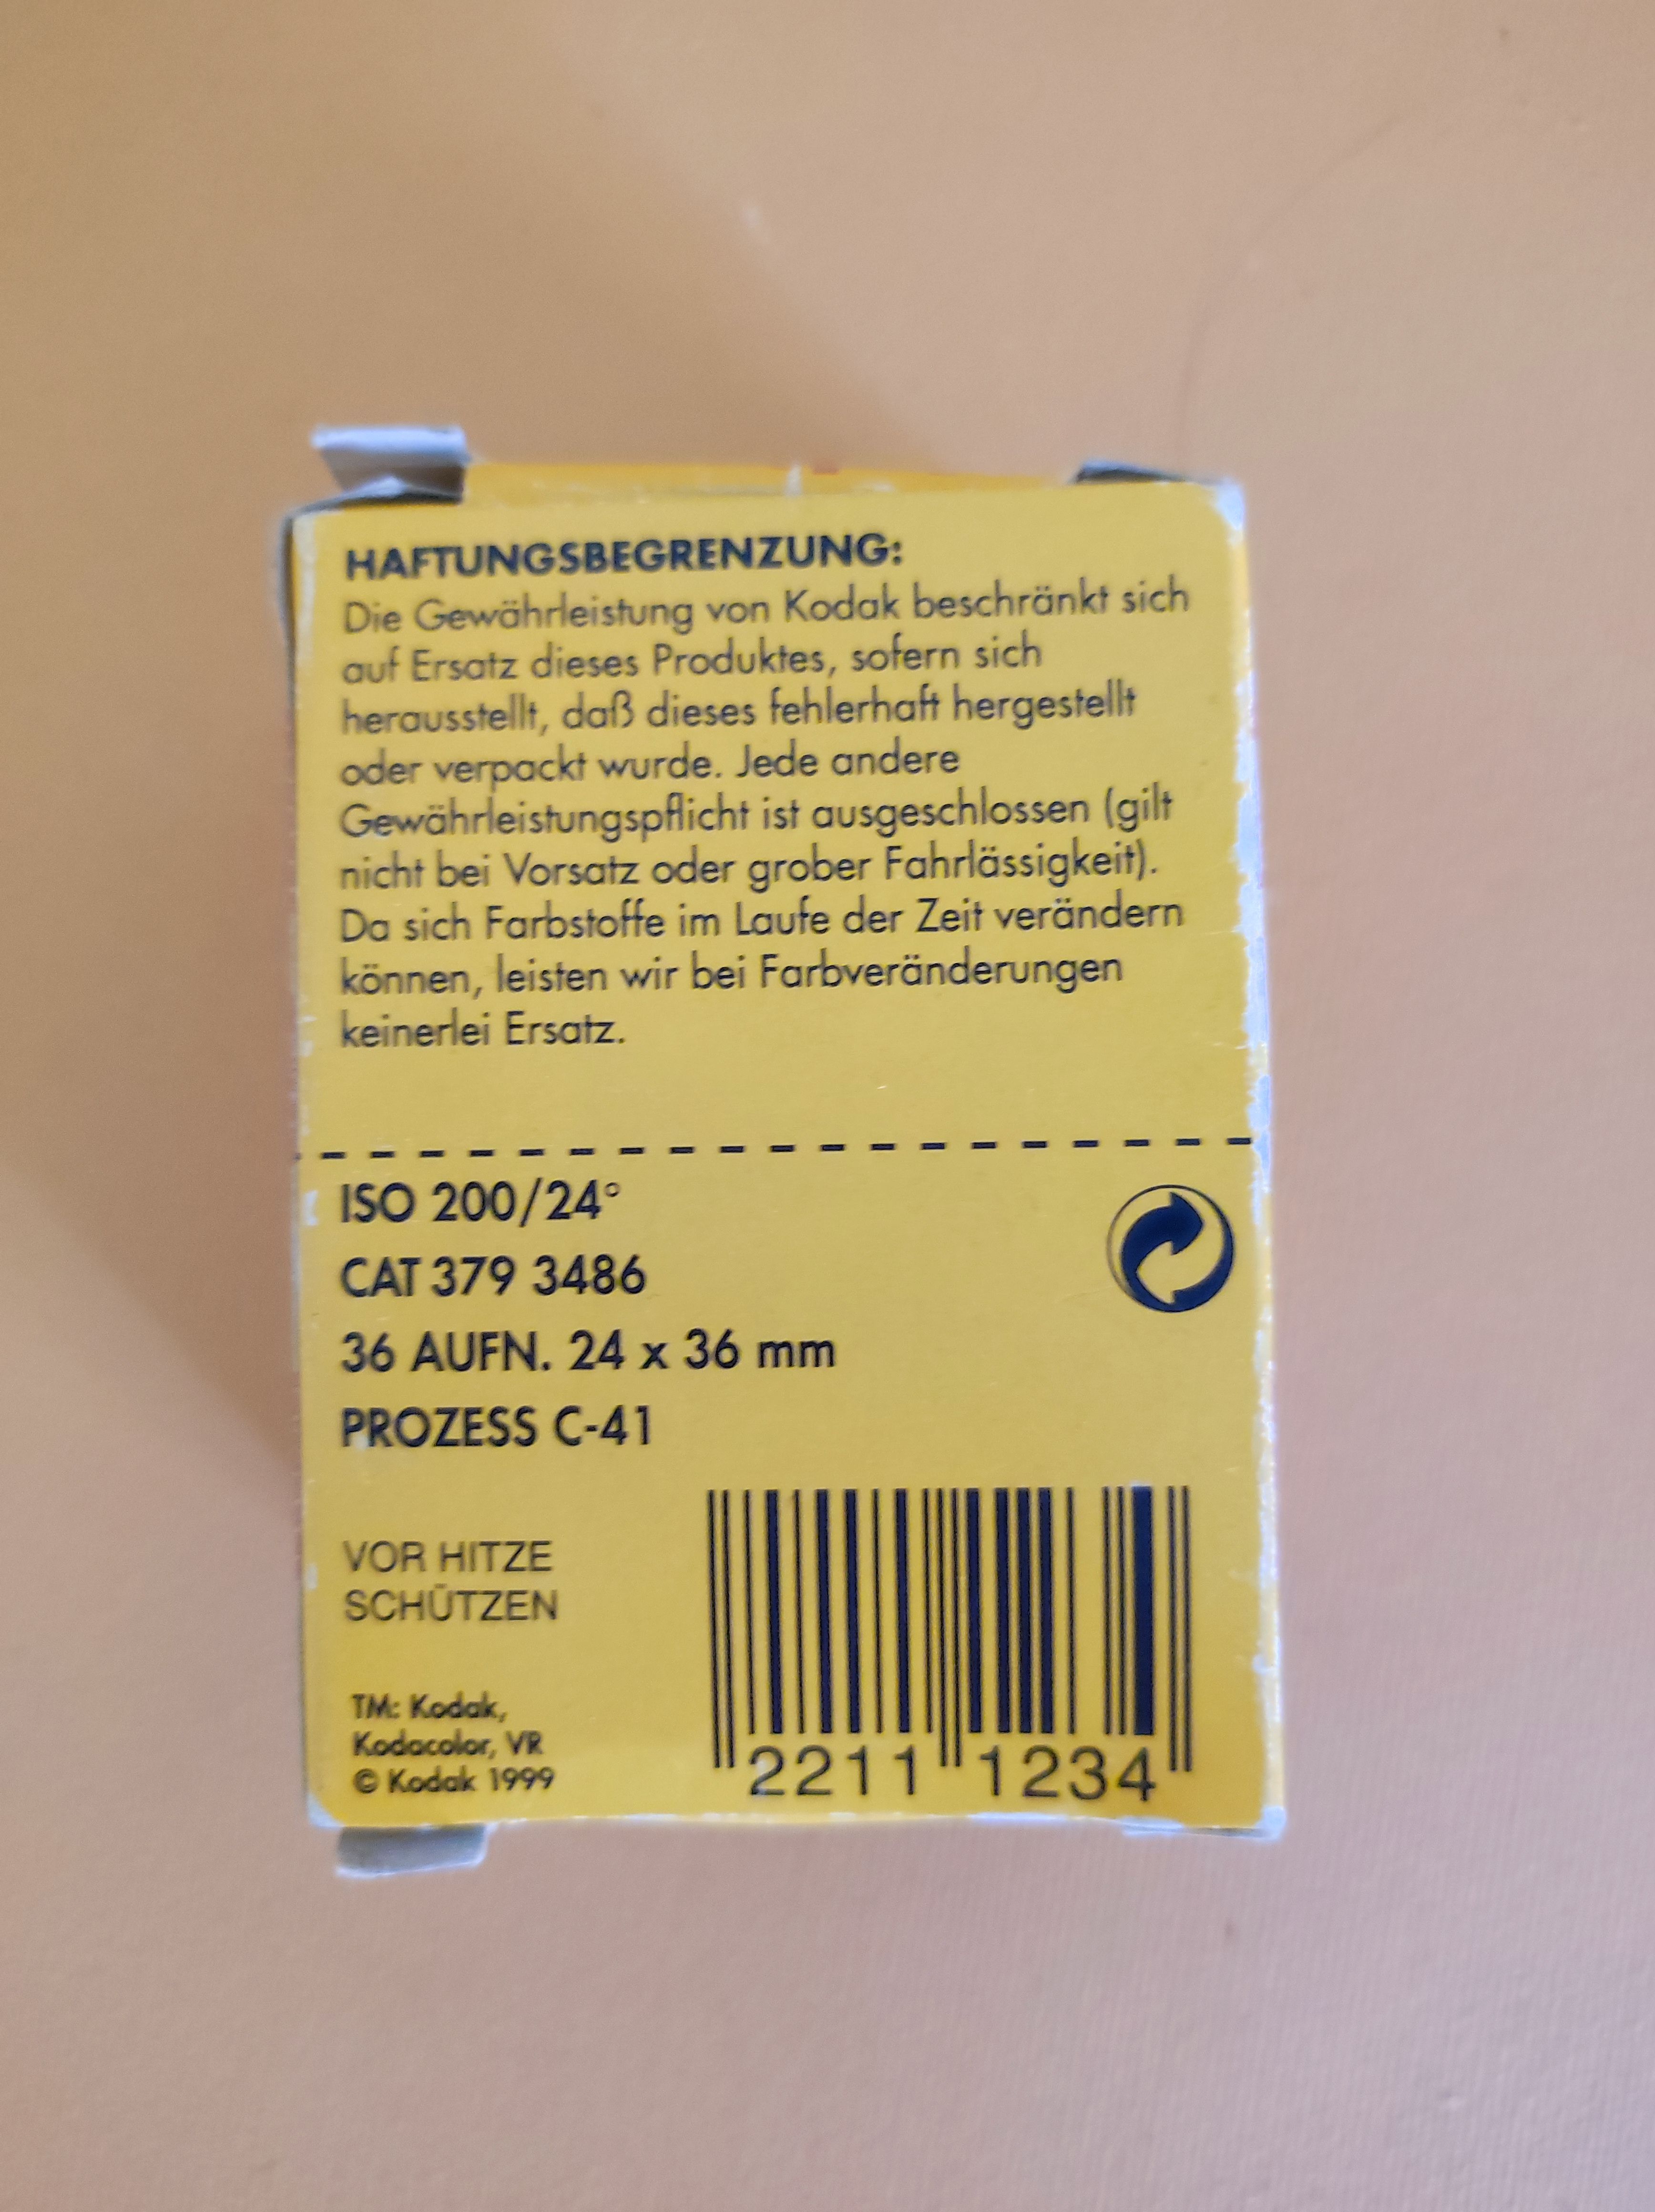 HAFTUNGSBEGRENZUNG:
Die Gewährleistung von Kodak beschränkt sich
auf Ersatz dieses Produktes, sofern sich
herausstellt, daß dieses fehlerhaft hergestellt
oder verpackt wurde. Jede andere
Gewährleistungspflicht ist ausgeschlossen (gilt
nicht bei Vorsatz oder grober Fahrlässigkeit).
Da sich Farbstoffe im Laufe der Zeit verändern
können, leisten wir bei Farbveränderungen
keinerlei Ersatz.
ISO 200/24°
CAT 379 3486
36 AUFN. 24 x 36 mm
PROZESS C-41
VOR HITZE
SCHÜTZEN
TM: Kodak,
Kodacolor, VR
© Kodak 1999
2211 1234